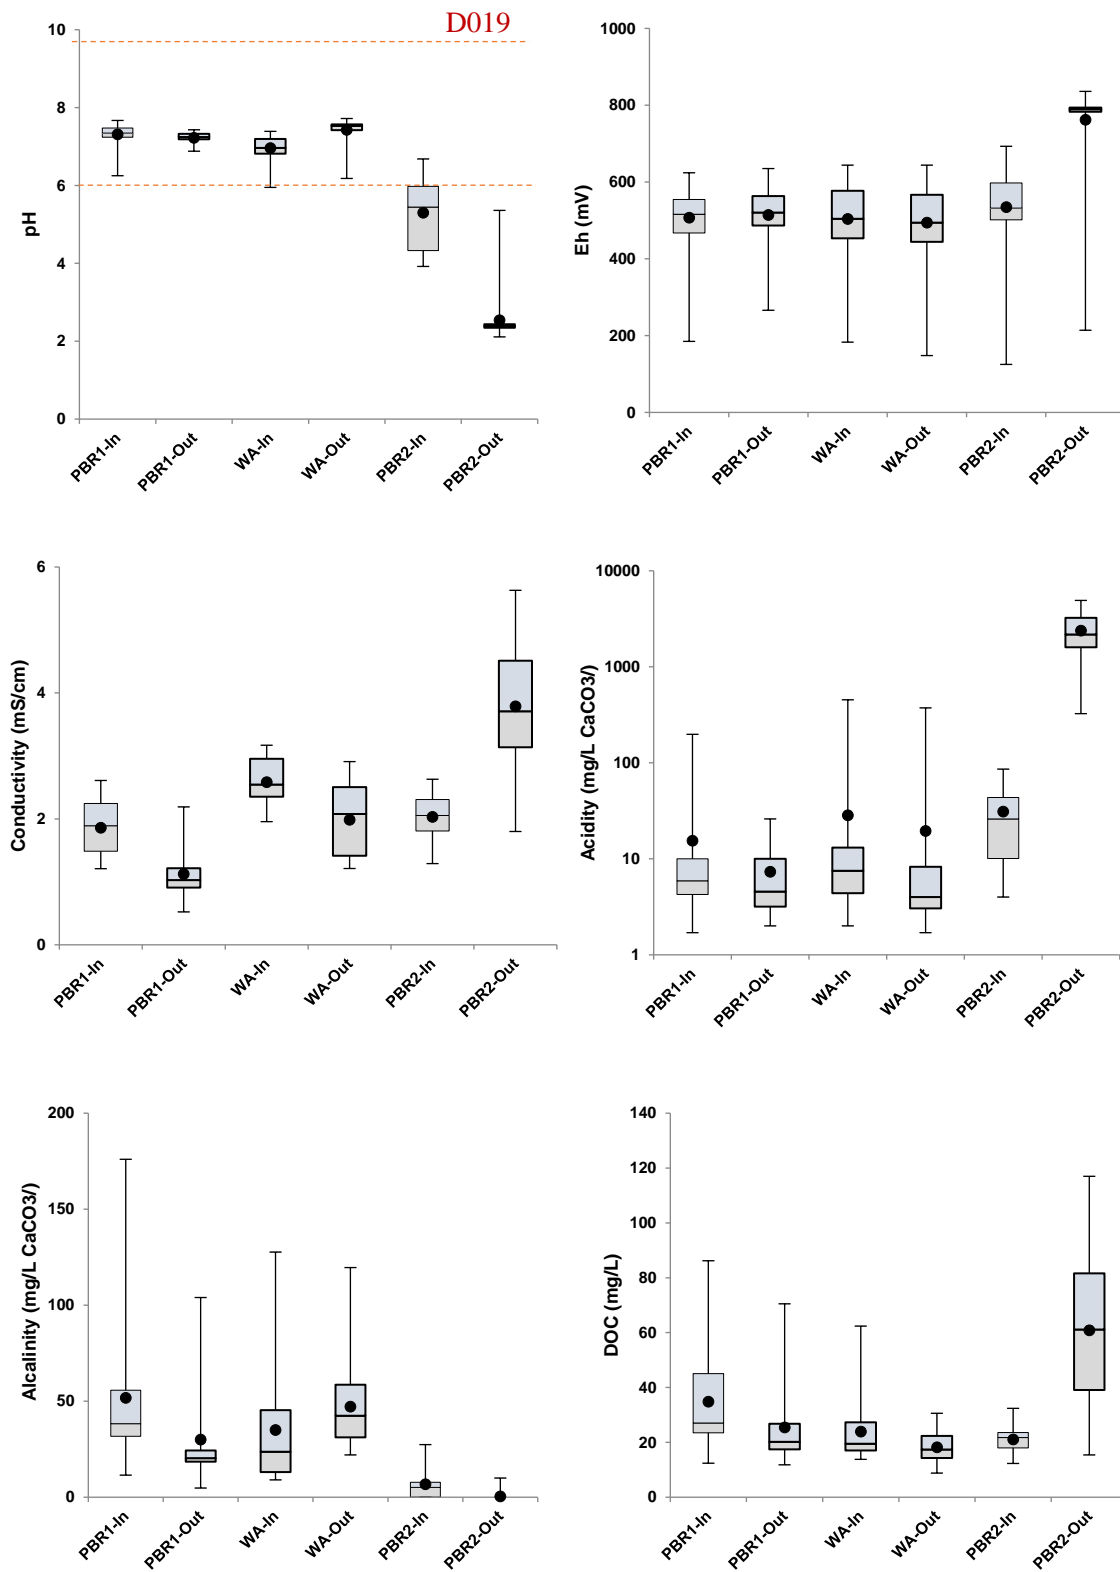 D019
10
8
6
4
2
0
pH
PBR1-In
PBR1-Out
WA-In
WA-Out
PBR2-In
PBR2-Out
1000
800
600
400
200
0
Eh (mV)
PBR1-In
PBR1-Out
WA-In
WA-Out
PBR2-In
PBR2-Out
6
4
2
0
Conductivity (mS/cm)
PBR1-In
PBR1-Out
WA-In
WA-Out
PBR2-In
PBR2-Out
10000
1000
100
10
1
Acidity (mg/L CaCO3/)
PBR1-In
PBR1-Out
WA-In
WA-Out
PBR2-In
PBR2-Out
200
150
100
50
0
Alcalinity (mg/L CaCO3/)
PBR1-In
PBR1-Out
WA-In
WA-Out
PBR2-In
PBR2-Out
140
120
100
80
60
40
20
0
DOC (mg/L)
PBR1-In
PBR1-Out
WA-In
WA-Out
PBR2-In
PBR2-Out